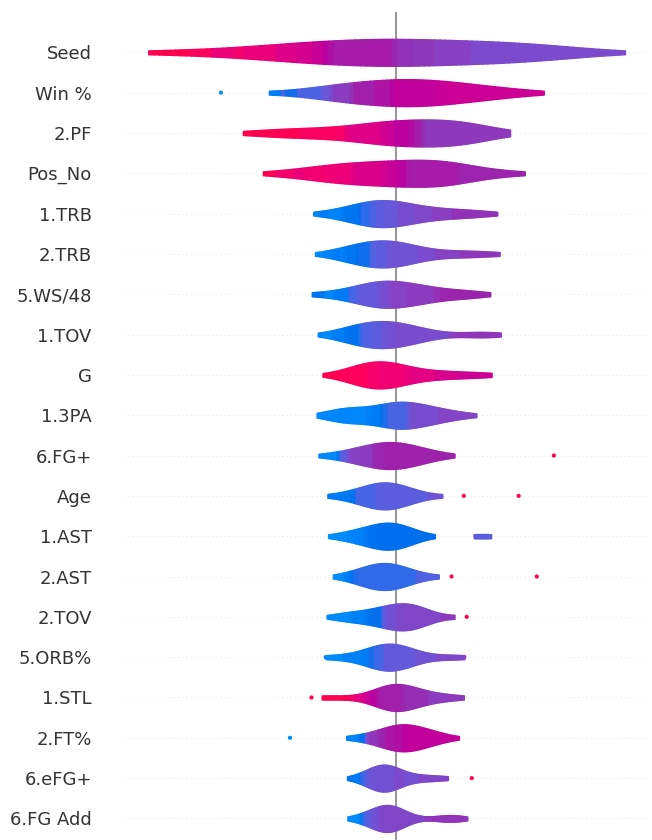 Seed
Win %
2.PF
Pos_No
1.TRB
2.TRB
5.WS/48
1.TOV
G
1.3PA
6.FG+
Age
1.AST
2.AST
2.TOV
5.ORB%
1.STL
2.FT%
6.eFG+
6.FG Add